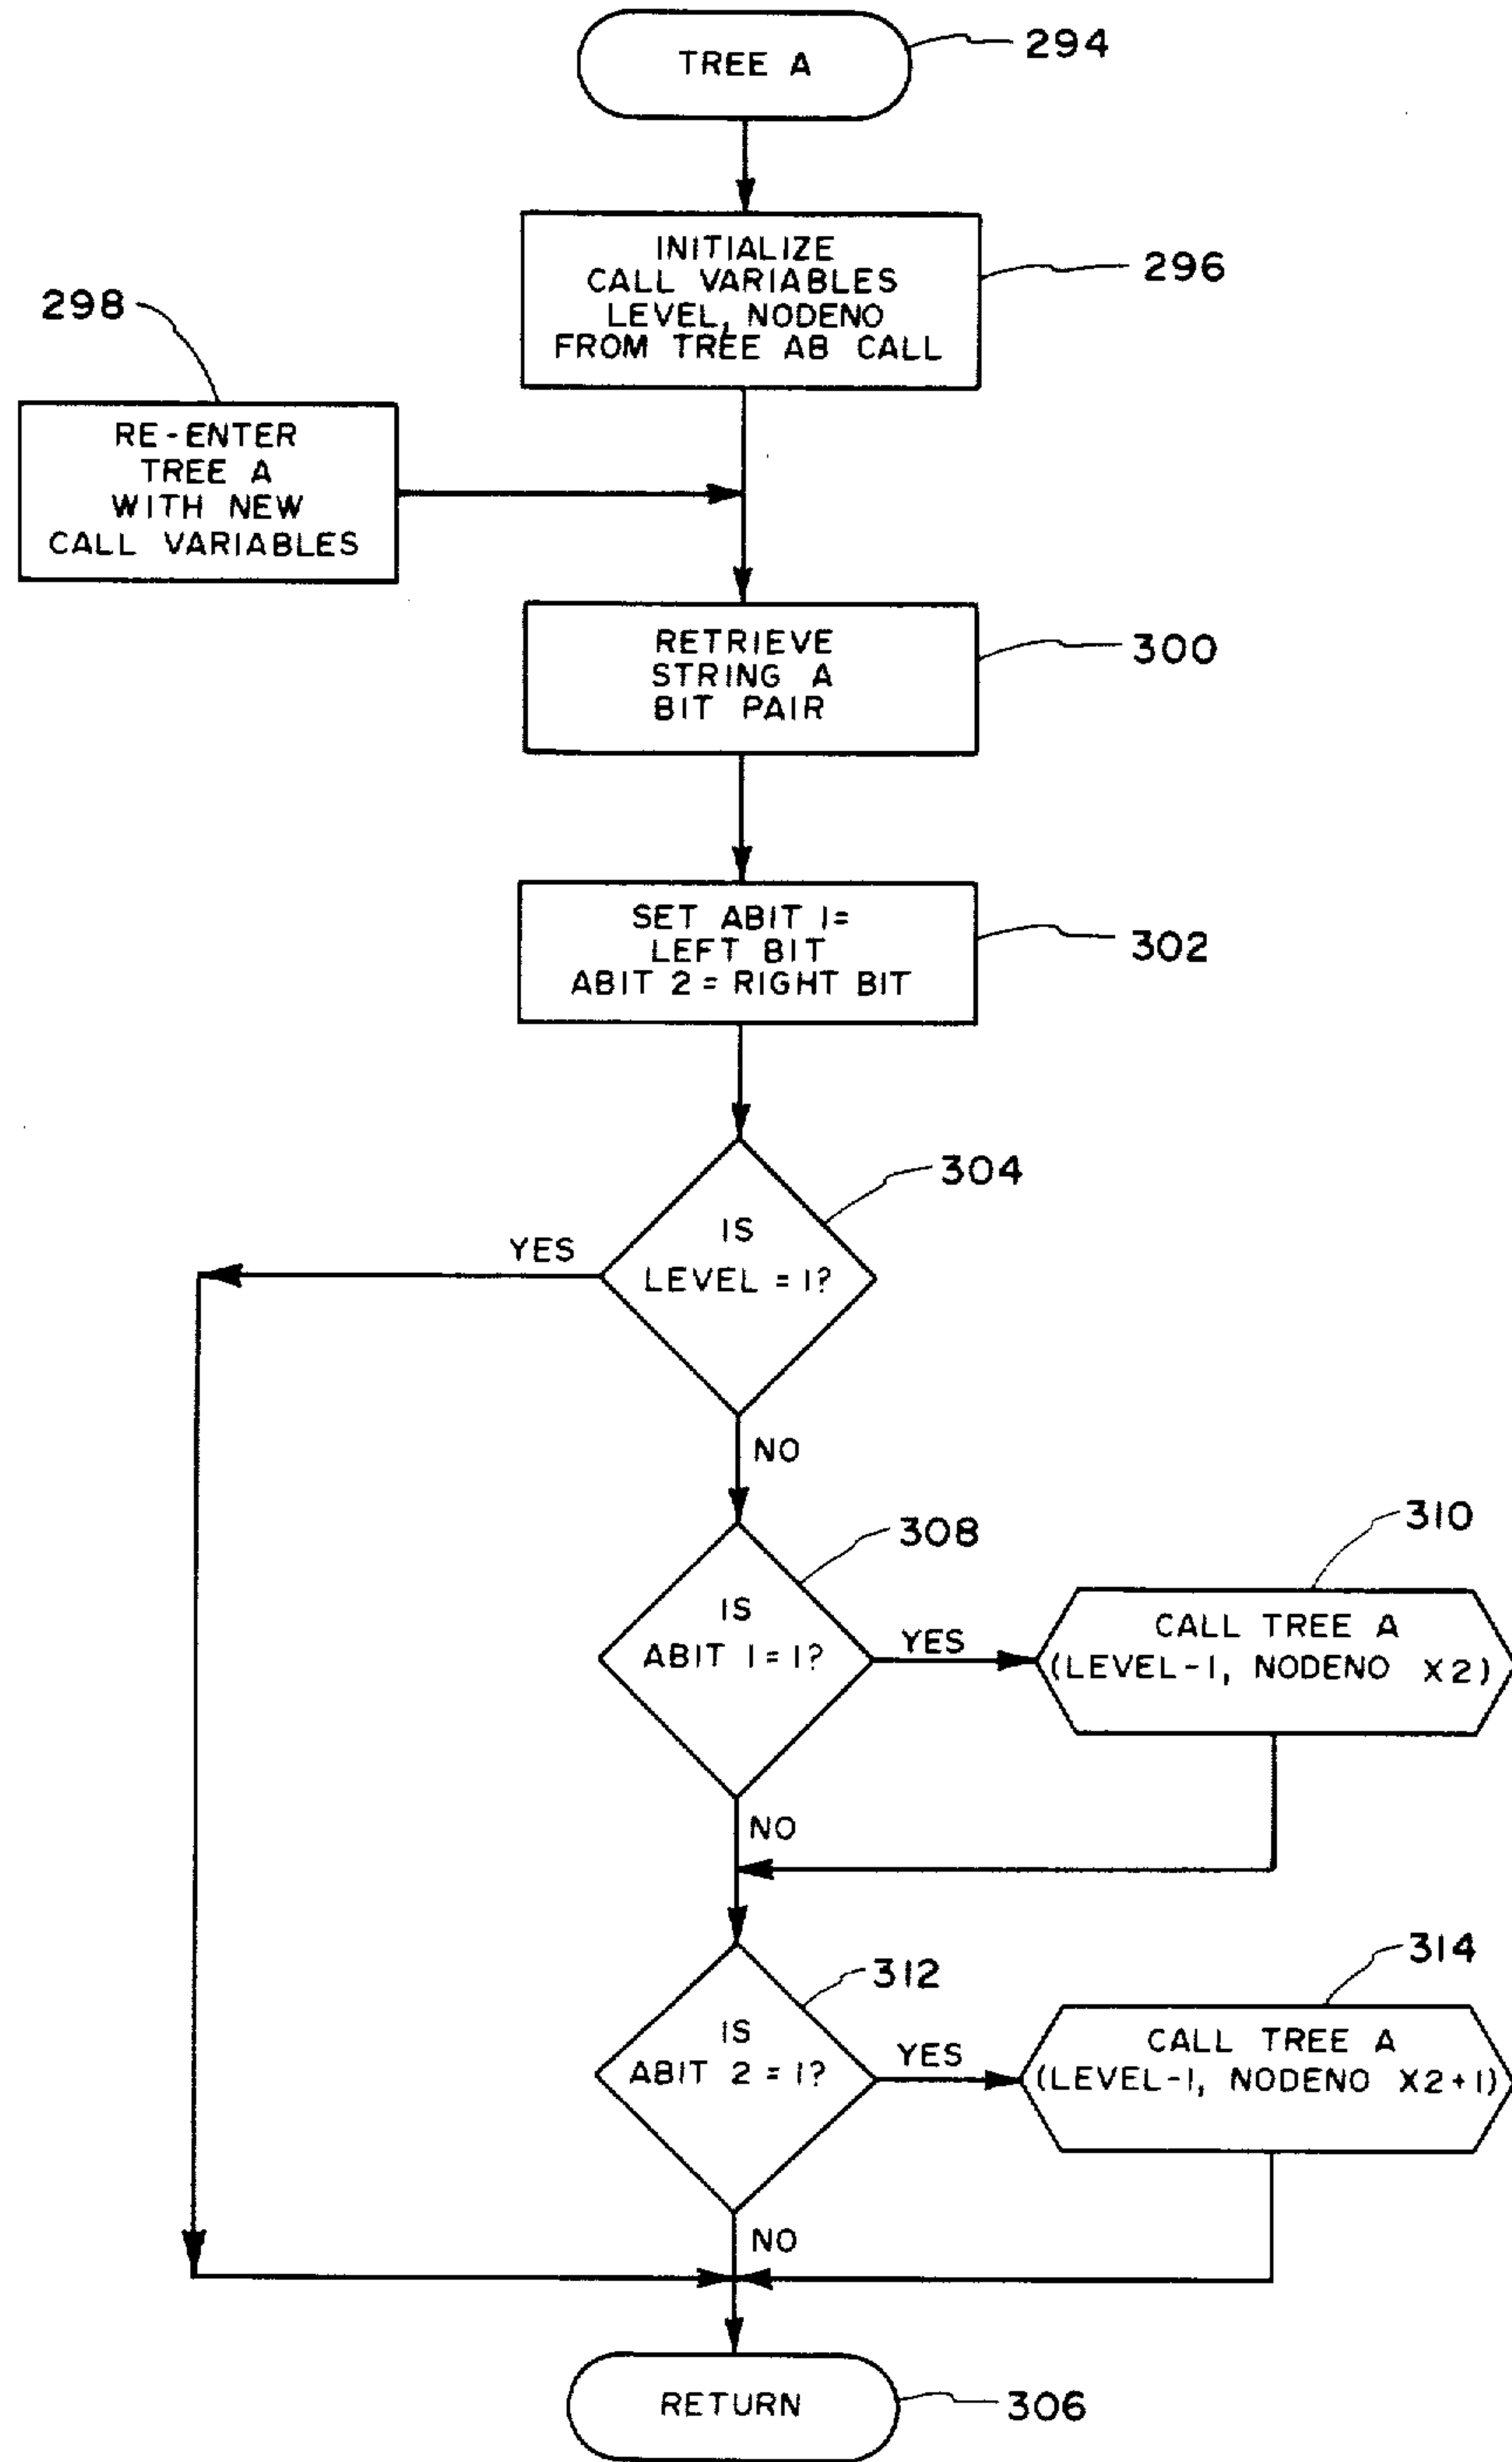 TREE A
294
INITIALIZE
CALL VARIABLES
LEVEL, NODENO
FROM TREE AB CALL
296
298
RE-ENTER
TREE A
WITH NEW
CALL VARIABLES
RETRIEVE
STRING A
BIT PAIR
300
SET ABIT 1=
LEFT BIT
ABIT 2 = RIGHT BIT
302
304
IS
LEVEL = 1?
YES
NO
308
IS
ABIT 1 = 1?
YES
310
CALL TREE A
(LEVEL-1, NODENO X2)
NO
312
IS
ABIT 2 = 1?
YES
314
CALL TREE A
(LEVEL-1, NODENO X2+1)
NO
RETURN
306